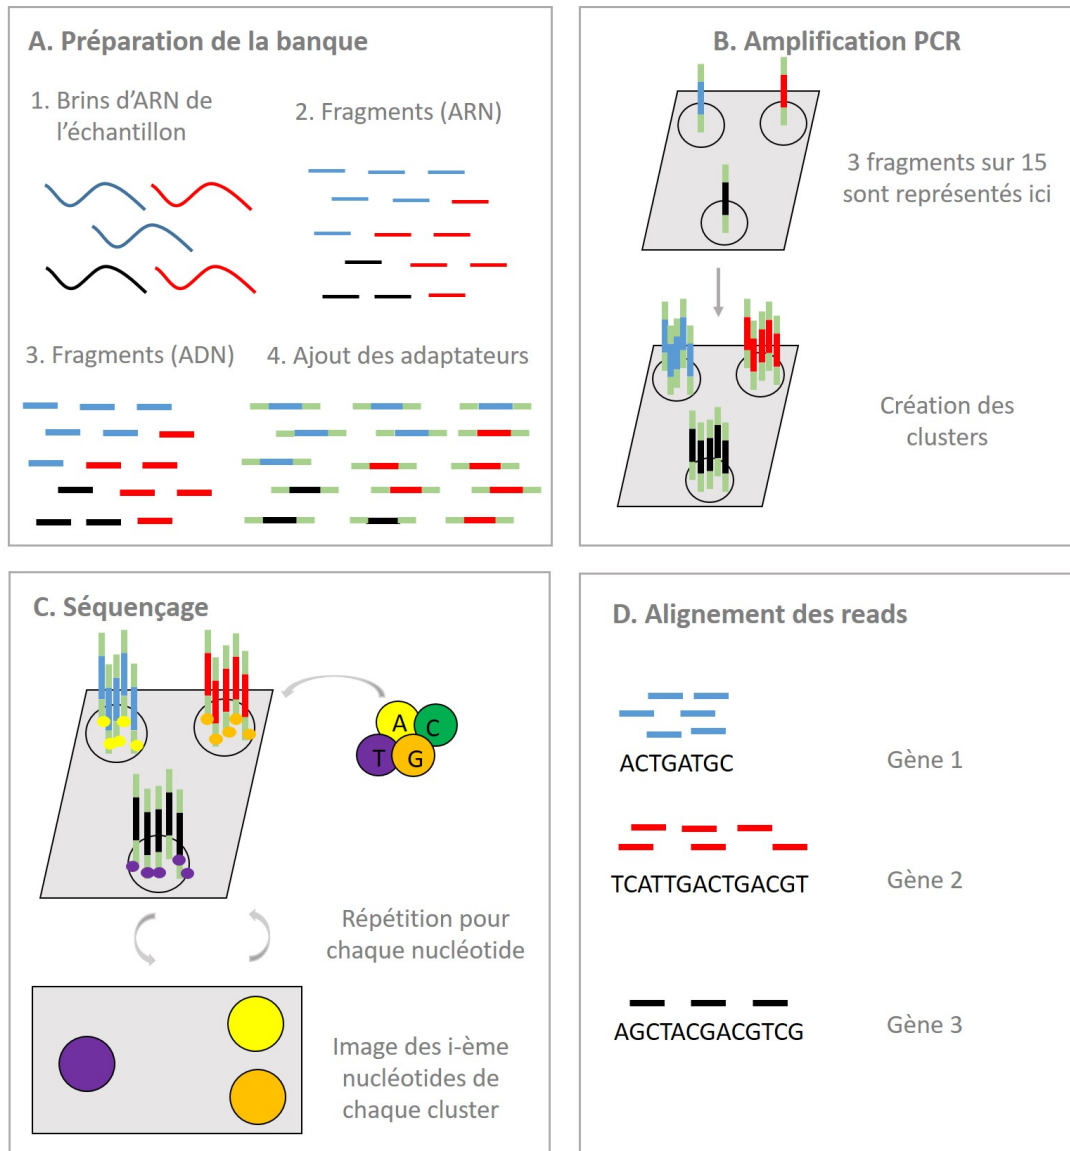 A. Préparation de la banque
1. Brins d’ARN de
l’échantillon
2. Fragments (ARN)
3. Fragments (ADN)
4. Ajout des adaptateurs
B. Amplification PCR
3 fragments sur 15
sont représentés ici
Création des
clusters
C. Séquençage
A
C
T
G
Répétition pour
chaque nucléotide
Image des i-ème
nucléotides de
chaque cluster
D. Alignement des reads
ACTGATGC
Gène 1
TCATTGACTGACGT
Gène 2
AGCTACGACGTCG
Gène 3